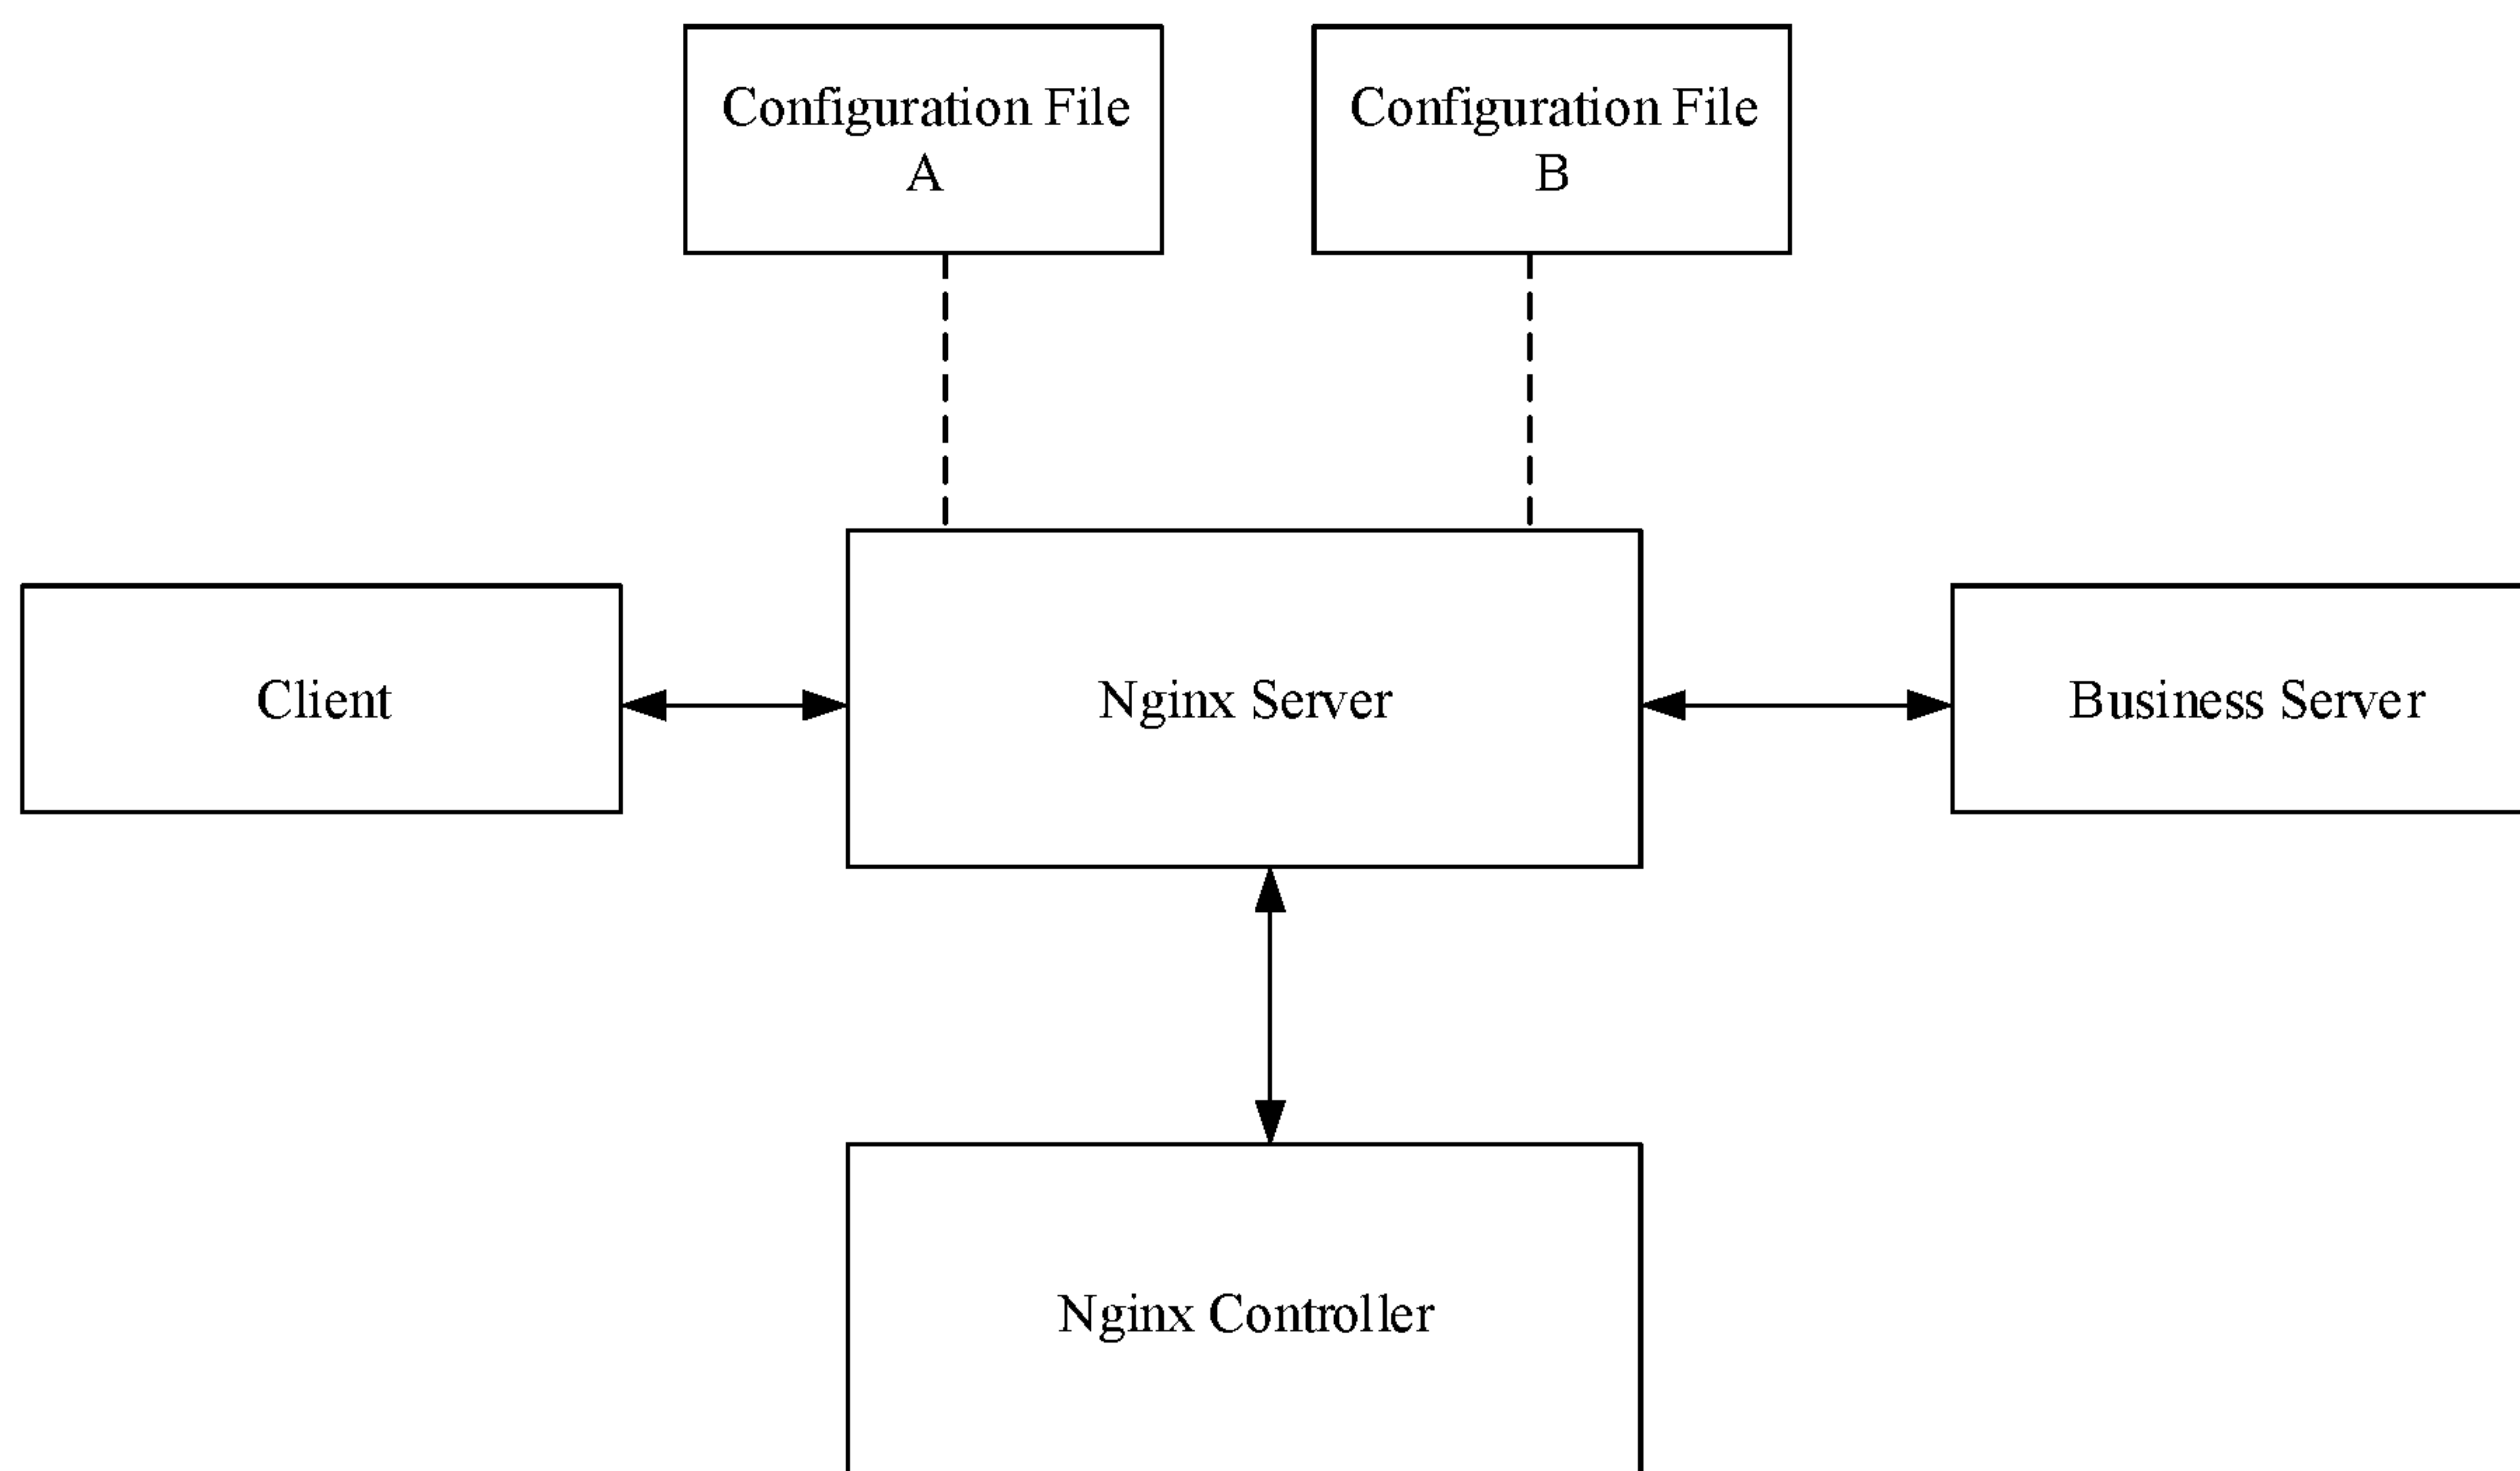 Configuration File
A
Configuration File
B
Client
Nginx Server
Business Server
Nginx Controller